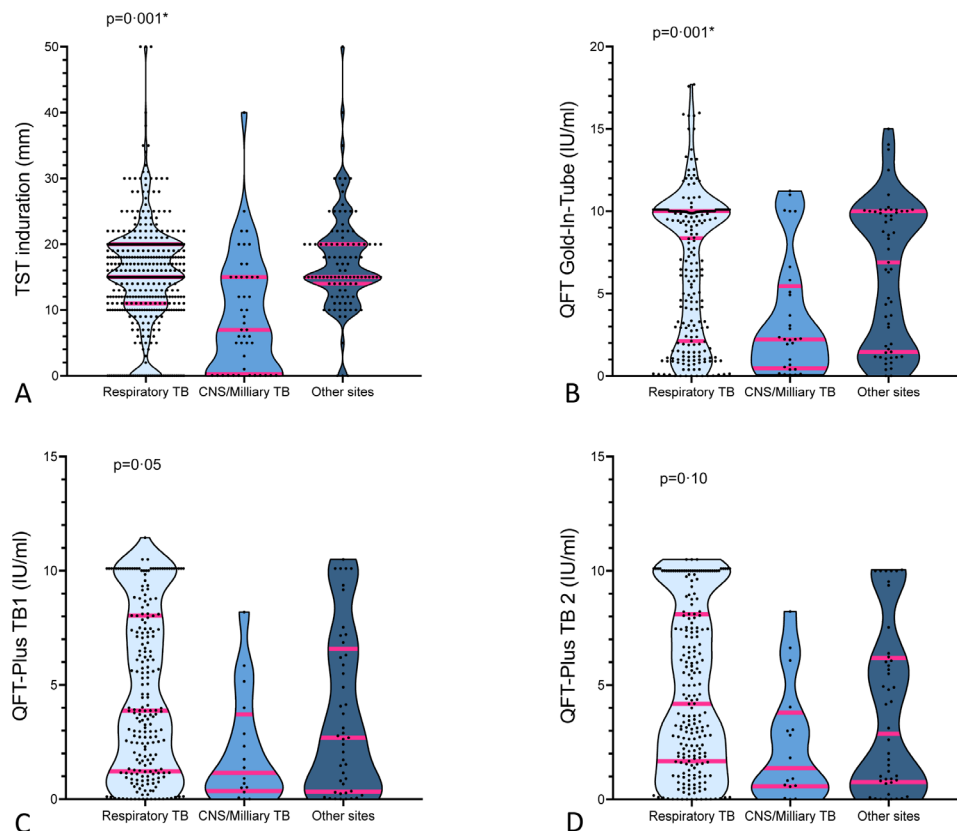 p=0·001*
TST induration (mm)
50
40
30
20
10
0
Respiratory TB CNS/Milliary TB Other sites
A
p=0·001*
QFT Gold-In-Tube (IU/ml)
20
15
10
5
0
Respiratory TB CNS/Milliary TB Other sites
B
p=0·05
QFT-Plus TB1 (IU/ml)
15
10
5
0
Respiratory TB CNS/Milliary TB Other sites
C
p=0·10
QFT-Plus TB 2 (IU/ml)
15
10
5
0
Respiratory TB CNS/Milliary TB Other sites
D